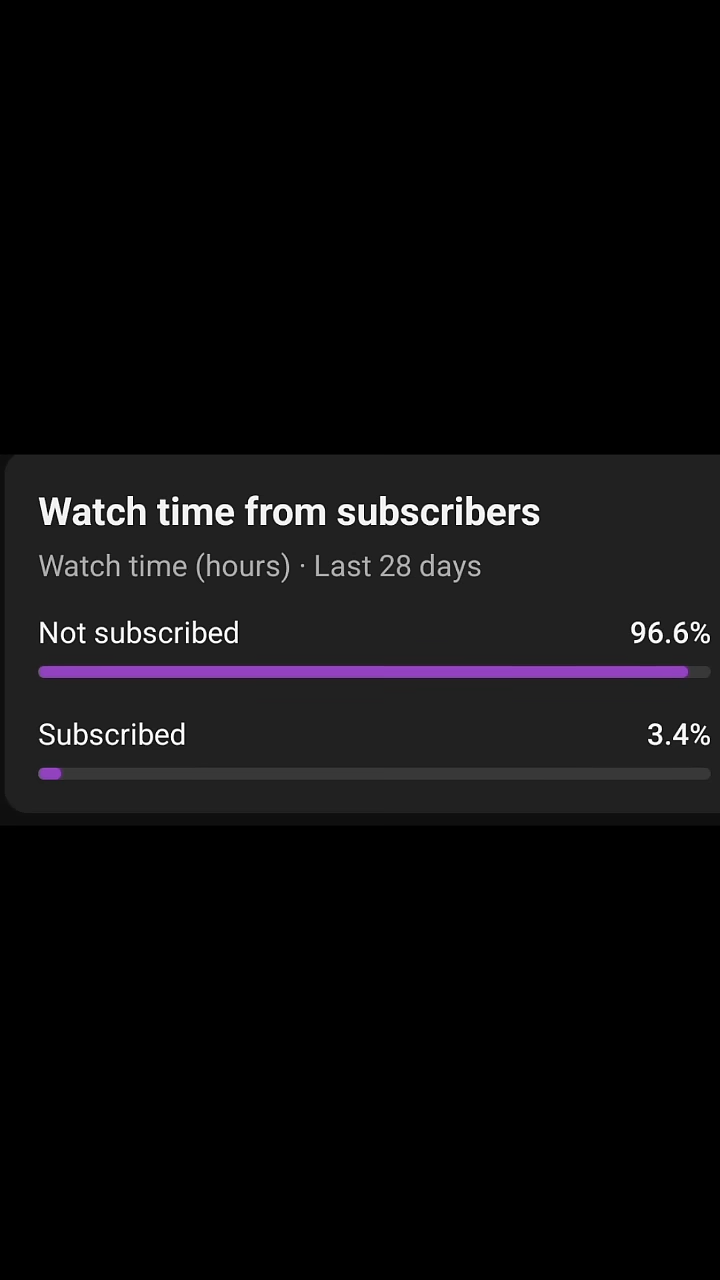 Watch time from subscribers
Watch time (hours) · Last 28 days
Not subscribed 96.6%
Subscribed 3.4%